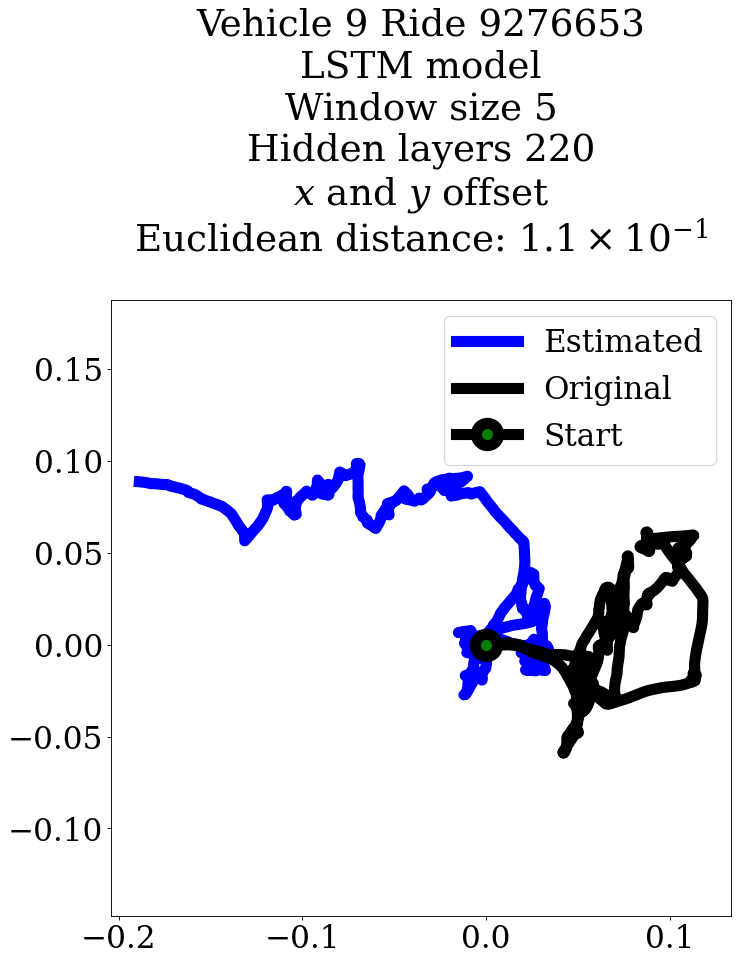 Vehicle 9 Ride 9276653
LSTM model
Window size 5
Hidden layers 220
x and y offset
Euclidean distance: 1.1 × 10⁻¹
Estimated
Original
Start
0.15
0.10
0.05
0.00
−0.05
−0.10
−0.2
−0.1
0.0
0.1